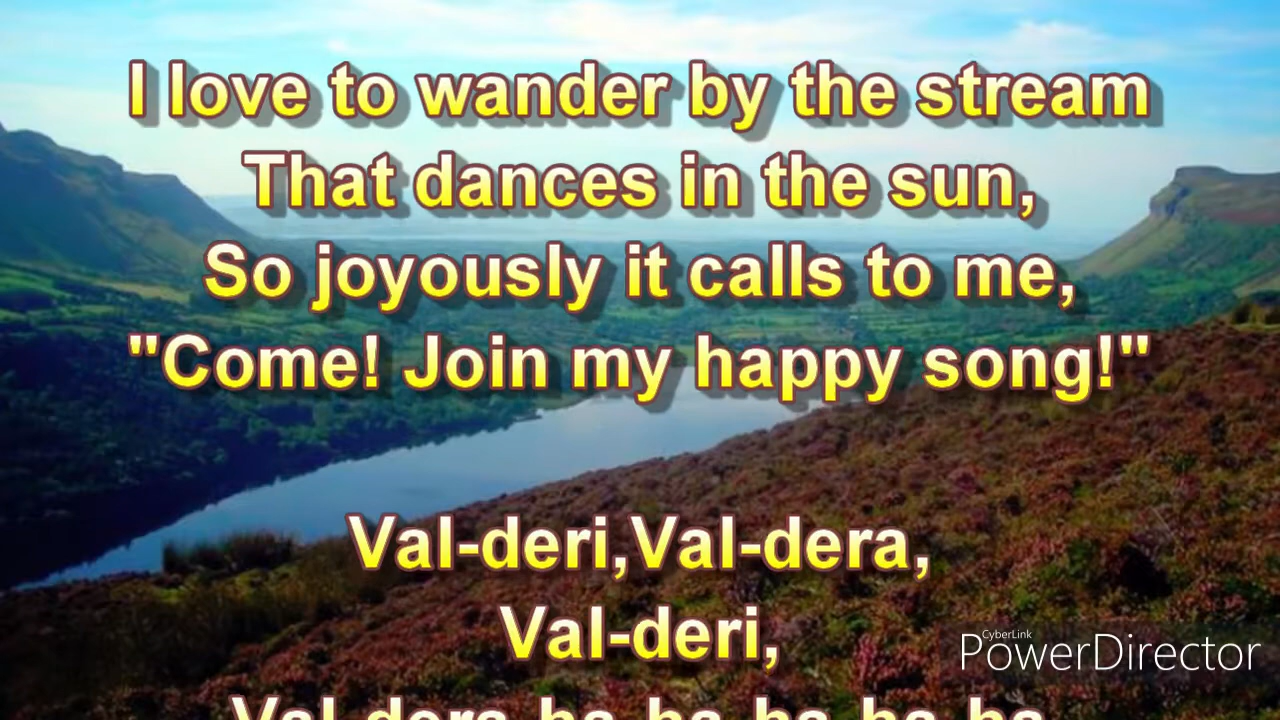 I love to wander by the stream
That dances in the sun,
So joyously it calls to me,
"Come! Join my happy song!"
Val-deri,Val-dera,
Val-deri,
Val-dera-ha-ha-ha-ha-ha
CyberLink
PowerDirector